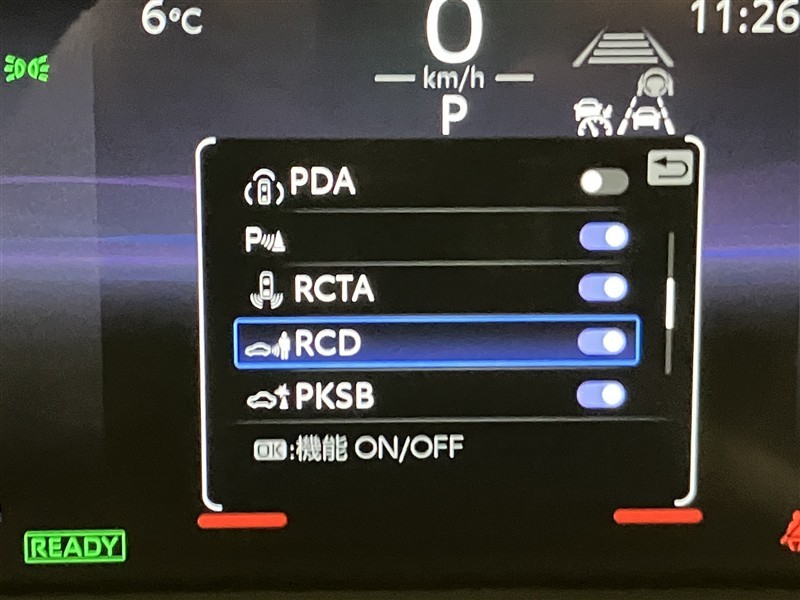 6°C
0
11:26
km/h
P
PDA
P
RCTA
RCD
PKSB
OK:機能 ON/OFF
READY